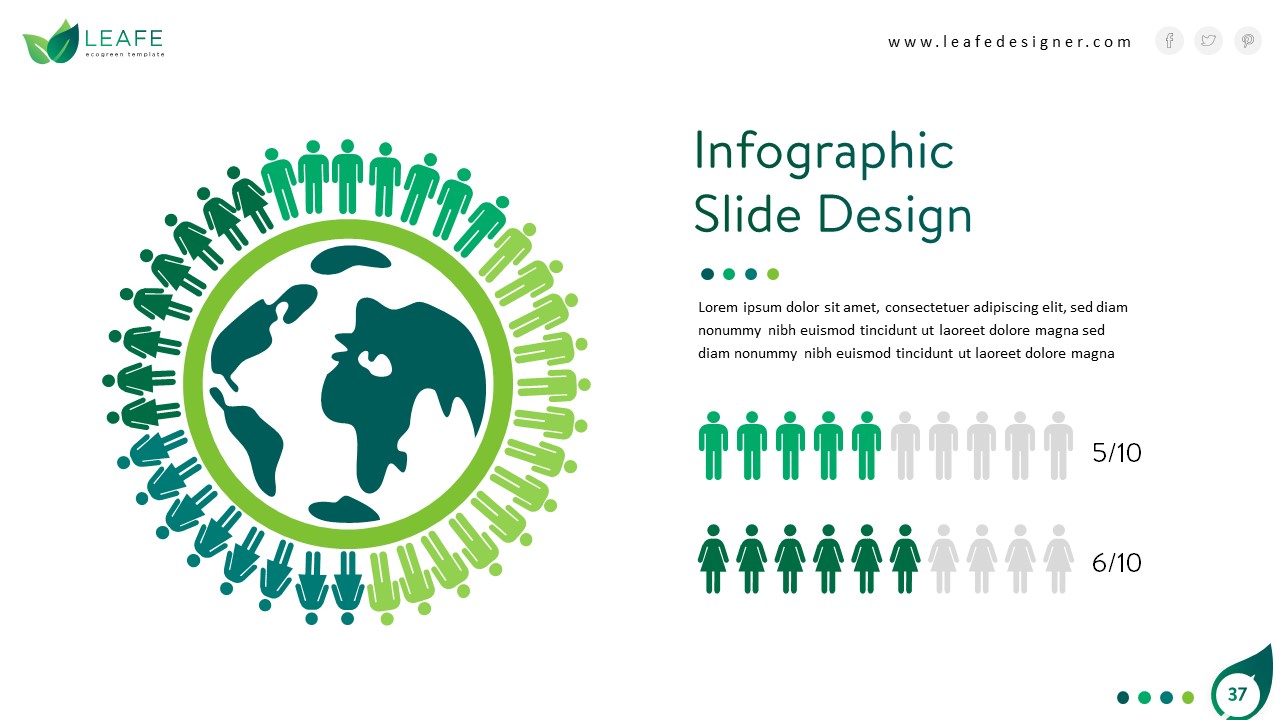 LEAFE
ecogreen template
www.leafedesigner.com
Infographic
Slide Design
Lorem ipsum dolor sit amet, consectetuer adipiscing elit, sed diam
nonummy nibh euismod tincidunt ut laoreet dolore magna sed
diam nonummy nibh euismod tincidunt ut laoreet dolore magna
5/10
6/10
37